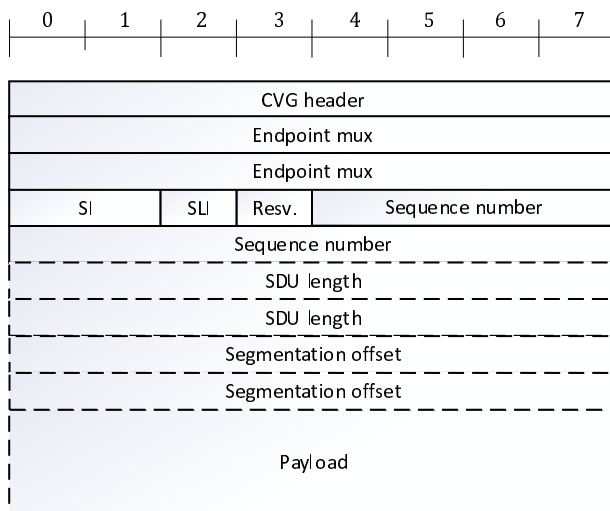 0 1 2 3 4 5 6 7
CVG header
Endpoint mux
Endpoint mux
SI SLI Resv. Sequence number
Sequence number
SDU length
SDU length
Segmentation offset
Segmentation offset
Payload